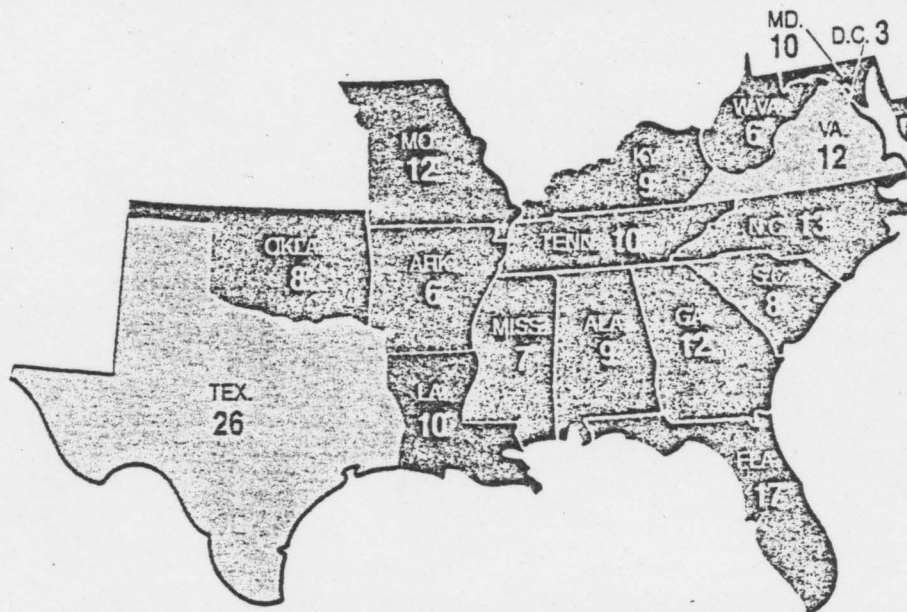 MD.
10
D.C. 3
W.VA.
6
VA.
12
MO.
12
KY.
9
N.C. 13
TENN. 10
OKLA.
8
ARK.
6
S.C.
8
MISS.
7
ALA.
9
GA.
12
TEX.
26
LA.
10
FLA.
17